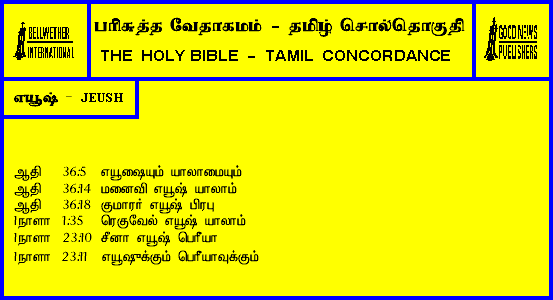 BELLWETHER
INTERNATIONAL
பரிசுத்த வேதாகமம் - தமிழ் சொல்தொகுதி
THE HOLY BIBLE - TAMIL CONCORDANCE
GOOD NEWS
PUBLISHERS
எயூஷ் - JEUSH
ஆதி 36:5 எயூஷையும் யாலாமையும்
ஆதி 36:14 மனைவி எயூஷ் யாலாம்
ஆதி 36:18 குமாரர் எயூஷ் பிரபு
1நாளா 1:35 ரெகுவேல் எயூஷ் யாலாம்
1நாளா 23:10 சீனா எயூஷ் பெரீயா
1நாளா 23:11 எயூஷுக்கும் பெரீயாவுக்கும்